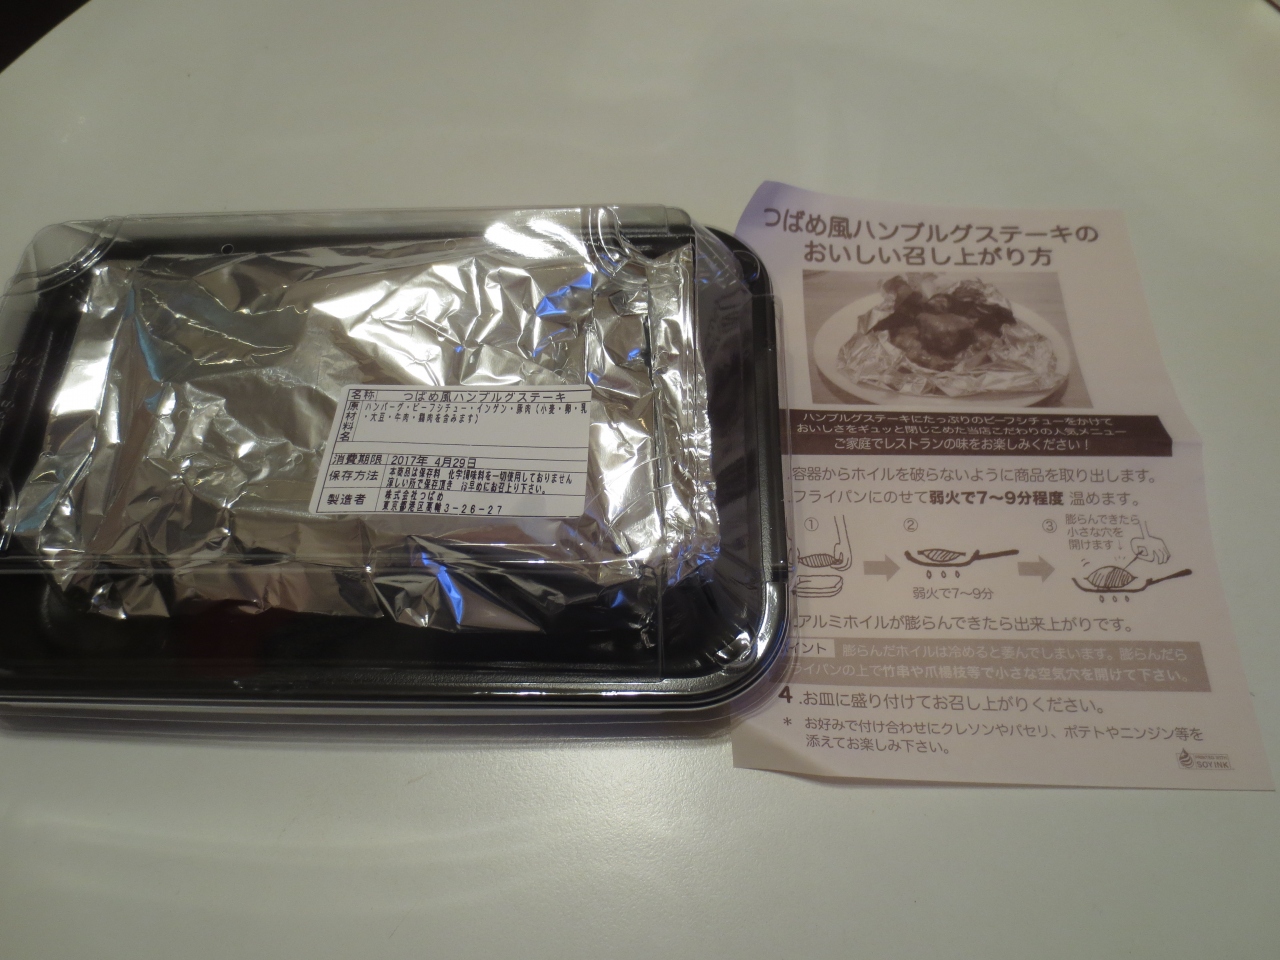 名称 つばめ風ハンブルグステーキ
原材料名 ハンバーグ・ビーフシチュー・インゲン・豚肉（小麦・卵・乳
・大豆・牛肉・鶏肉を含みます）
消費期限 2017年 4月29日
保存方法 本商品は保存料 化学調味料を一切使用しておりません
涼しい所で保存頂き お早めにお召上り下さい。
製造者 株式会社つばめ
東京都港区高輪3-26-27
つばめ風ハンブルグステーキの
おいしい召し上がり方
ハンブルグステーキにたっぷりのビーフシチューをかけて
おいしさをギュッと閉じこめた当店こだわりの人気メニュー
ご家庭でレストランの味をお楽しみください！
.容器からホイルを破らないように商品を取り出します。
.フライパンにのせて弱火で7〜9分程度 温めます。
① ② ③ 膨らんできたら
小さな穴を
開けます！
弱火で7〜9分
.アルミホイルが膨らんできたら出来上がりです。
イント 膨らんだホイルは冷めると萎んでしまいます。膨らんだら
ライパンの上で竹串や爪楊枝等で小さな空気穴を開けて下さい。
4.お皿に盛り付けてお召し上がりください。
* お好みで付け合わせにクレソンやパセリ、ポテトやニンジン等を
添えてお楽しみ下さい。
SOY INK